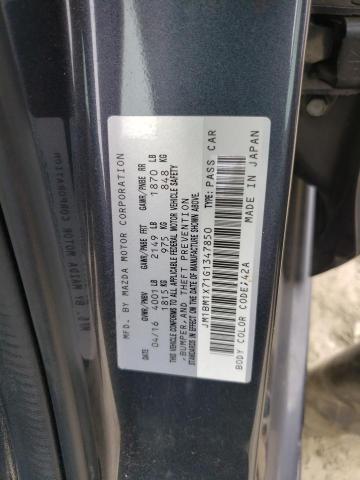 MFD. BY MAZDA MOTOR CORPORATION
GVWR/PNBV GAWR/PNBE FRT GAWR/PNBE RR
04/16 4001 LB 2149 LB 1870 LB
1815 KG 975 KG 848 KG
THIS VEHICLE CONFORMS TO ALL APPLICABLE FEDERAL MOTOR VEHICLE SAFETY
, BUMPER, AND THEFT PREVENTION
STANDARDS IN EFFECT ON THE DATE OF MANUFACTURE SHOWN ABOVE.
JM1BM1X71G1347850 TYPE: PASS CAR
BODY COLOR CODE: 42A MADE IN JAPAN
MAZDA MOTOR CORPORATION